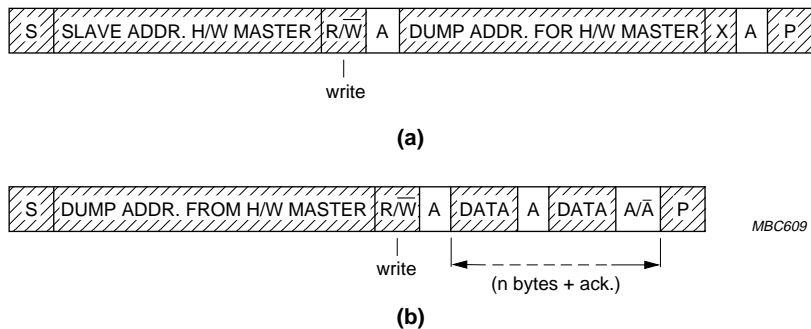 S SLAVE ADDR. H/W MASTER R/W̅ A DUMP ADDR. FOR H/W MASTER X A P
write
(a)
S DUMP ADDR. FROM H/W MASTER R/W̅ A DATA A DATA A/A̅ P
MBC609
write
(n bytes + ack.)
(b)